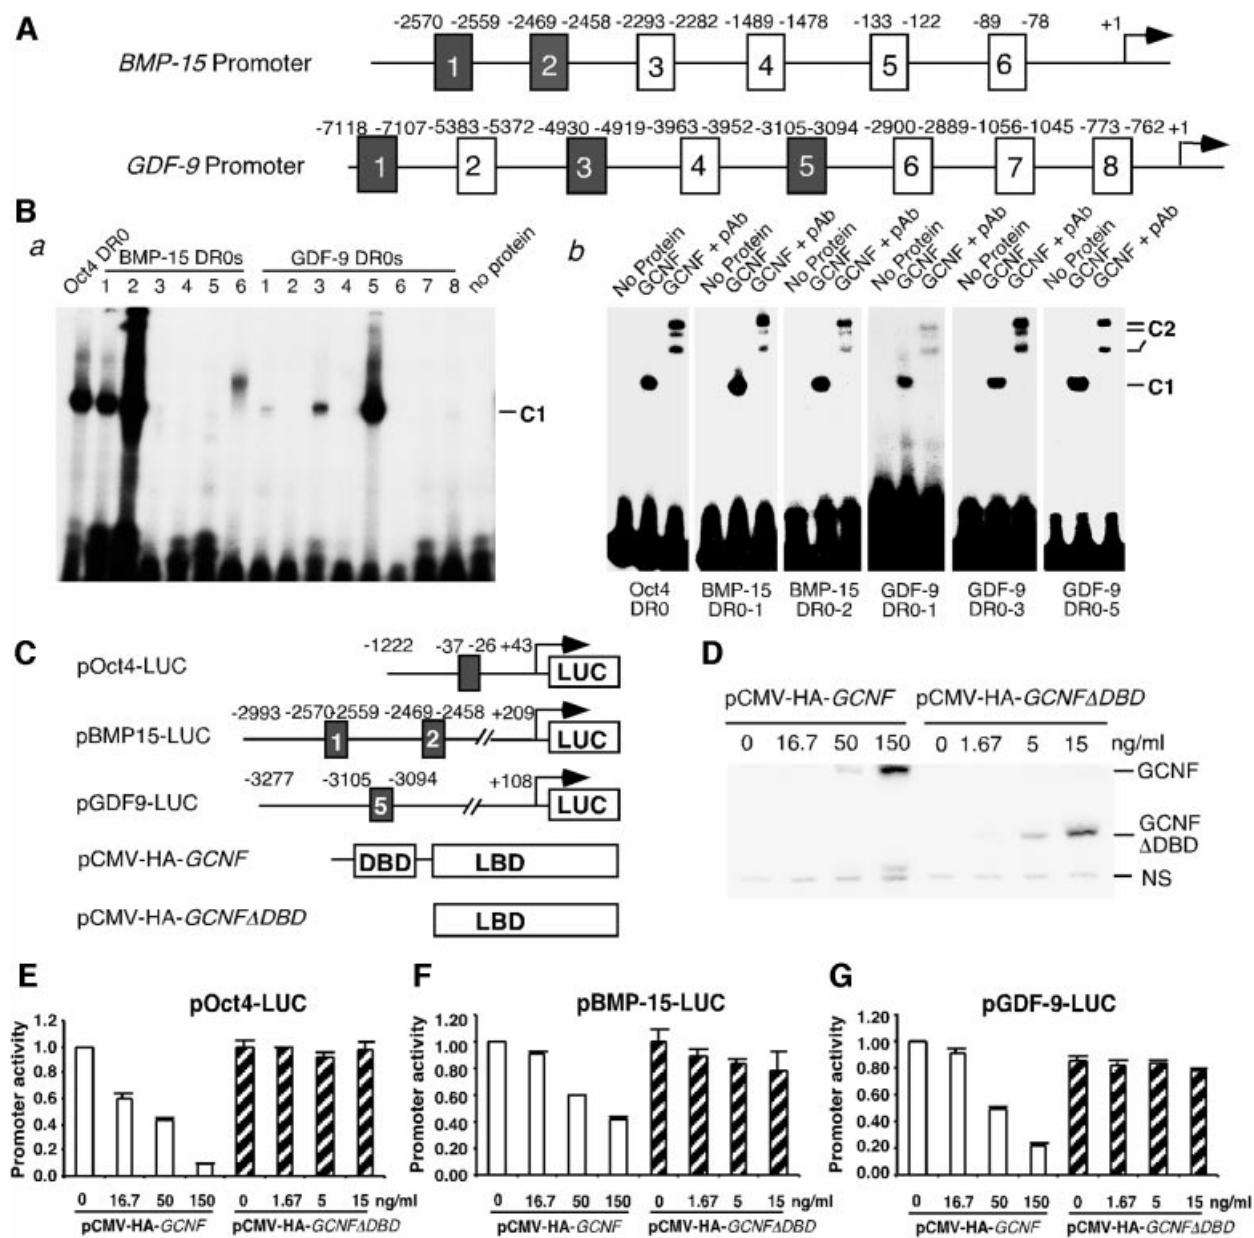 A
-2570 -2559 -2469 -2458 -2293 -2282 -1489 -1478 -133 -122 -89 -78 +1
BMP-15 Promoter
1 2 3 4 5 6
-7118 -7107 -5383 -5372 -4930 -4919 -3963 -3952 -3105 -3094 -2900 -2889 -1056 -1045 -773 -762 +1
GDF-9 Promoter
1 2 3 4 5 6 7 8
B
a
Oct4 DR0
BMP-15 DR0s
GDF-9 DR0s
no protein
1 2 3 4 5 6 1 2 3 4 5 6 7 8
C1
b
No Protein GCNF GCNF + pAb
No Protein GCNF GCNF + pAb
No Protein GCNF GCNF + pAb
No Protein GCNF GCNF + pAb
No Protein GCNF GCNF + pAb
No Protein GCNF GCNF + pAb
C2
C1
Oct4 DR0
BMP-15 DR0-1
BMP-15 DR0-2
GDF-9 DR0-1
GDF-9 DR0-3
GDF-9 DR0-5
C
-1222 -37 -26 +43
pOct4-LUC
LUC
-2993 -2570 -2559 -2469 -2458 +209
pBMP15-LUC
1 2 LUC
-3277 -3105 -3094 +108
pGDF9-LUC
5 LUC
pCMV-HA-GCNF
DBD LBD
pCMV-HA-GCNFΔDBD
LBD
D
pCMV-HA-GCNF pCMV-HA-GCNFΔDBD
0 16.7 50 150 0 1.67 5 15 ng/ml
GCNF
GCNF
ΔDBD
NS
E
pOct4-LUC
Promoter activity
1.2
1.0
0.8
0.6
0.4
0.2
0.00
0 16.7 50 150 0 1.67 5 15 ng/ml
pCMV-HA-GCNF pCMV-HA-GCNFΔDBD
F
pBMP-15-LUC
Promoter activity
1.20
1.00
0.80
0.60
0.40
0.20
0.00
0 16.7 50 150 0 1.67 5 15 ng/ml
pCMV-HA-GCNF pCMV-HA-GCNFΔDBD
G
pGDF-9-LUC
Promoter activity
1.20
1.00
0.80
0.60
0.40
0.20
0.00
0 16.7 50 150 0 1.67 5 15 ng/ml
pCMV-HA-GCNF pCMV-HA-GCNFΔDBD